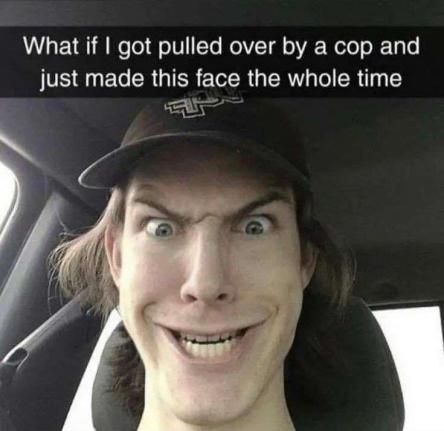 What if I got pulled over by a cop and
just made this face the whole time